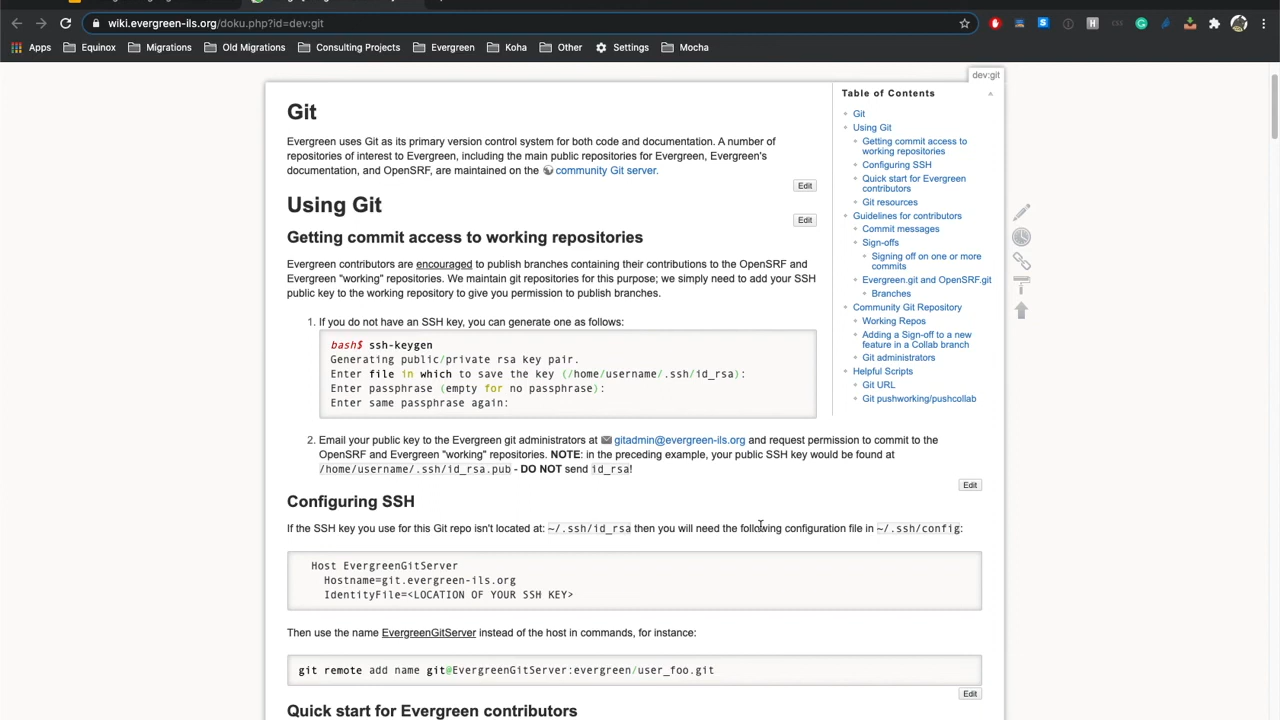 wiki.evergreen-ils.org/doku.php?id=dev:git
Apps Equinox Migrations Old Migrations Consulting Projects Evergreen Koha Other Settings Mocha
dev:git
Git
Evergreen uses Git as its primary version control system for both code and documentation. A number of
repositories of interest to Evergreen, including the main public repositories for Evergreen, Evergreen's
documentation, and OpenSRF, are maintained on the community Git server.
Edit
Using Git
Edit
Getting commit access to working repositories
Evergreen contributors are encouraged to publish branches containing their contributions to the OpenSRF and
Evergreen "working" repositories. We maintain git repositories for this purpose; we simply need to add your SSH
public key to the working repository to give you permission to publish branches.
1. If you do not have an SSH key, you can generate one as follows:
bash$ ssh-keygen
Generating public/private rsa key pair.
Enter file in which to save the key (/home/username/.ssh/id_rsa):
Enter passphrase (empty for no passphrase):
Enter same passphrase again:
2. Email your public key to the Evergreen git administrators at gitadmin@evergreen-ils.org and request permission to commit to the
OpenSRF and Evergreen "working" repositories. NOTE: in the preceding example, your public SSH key would be found at
/home/username/.ssh/id_rsa.pub - DO NOT send id_rsa!
Edit
Configuring SSH
If the SSH key you use for this Git repo isn't located at: ~/.ssh/id_rsa then you will need the following configuration file in ~/.ssh/config:
Host EvergreenGitServer
Hostname=git.evergreen-ils.org
IdentityFile=<LOCATION OF YOUR SSH KEY>
Then use the name EvergreenGitServer instead of the host in commands, for instance:
git remote add name git@EvergreenGitServer:evergreen/user_foo.git
Edit
Quick start for Evergreen contributors
Table of Contents
Git
Using Git
Getting commit access to
working repositories
Configuring SSH
Quick start for Evergreen
contributors
Git resources
Guidelines for contributors
Commit messages
Sign-offs
Signing off on one or more
commits
Evergreen.git and OpenSRF.git
Branches
Community Git Repository
Working Repos
Adding a Sign-off to a new
feature in a Collab branch
Git administrators
Helpful Scripts
Git URL
Git pushworking/pushcollab